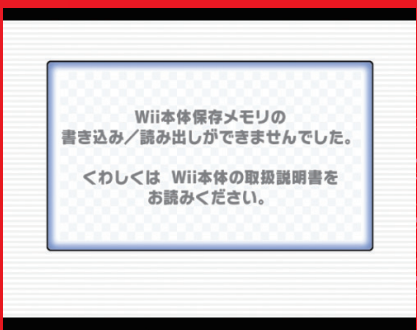 Wii本体保存メモリの
書き込み／読み出しができませんでした。
くわしくは Wii本体の取扱説明書を
お読みください。